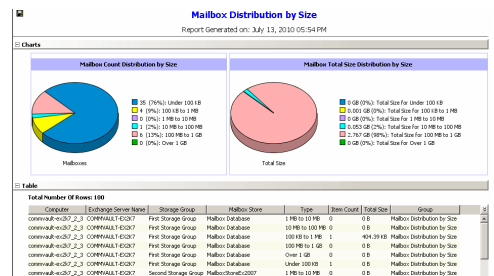 Mailbox Distribution by Size
Report Generated on: July 13, 2010 05:54 PM
Charts
Mailbox Count Distribution by Size
35 (76%): Under 100 KB
4 (9%): 100 KB to 1 MB
0 (0%): 1 MB to 10 MB
1 (2%): 10 MB to 100 MB
6 (13%): 100 MB to 1 GB
0 (0%): Over 1 GB
Mailboxes
Mailbox Total Size Distribution by Size
0 GB (0%): Total Size for Under 100 KB
0.001 GB (0%): Total Size for 100 KB to 1 MB
0 GB (0%): Total Size for 1 MB to 10 MB
0.053 GB (2%): Total Size for 10 MB to 100 MB
2.767 GB (98%): Total Size for 100 MB to 1 GB
0 GB (0%): Total Size for Over 1 GB
Total Size
Table
Total Number Of Rows: 100
Computer Exchange Server Name Storage Group Mailbox Store Type Item Count Total Size Group
commvault-ex2k7_2_3 COMMVAULT-EX2K7 First Storage Group Mailbox Database 1 MB to 10 MB 0 0 B Mailbox Distribution by Size
commvault-ex2k7_2_3 COMMVAULT-EX2K7 First Storage Group Mailbox Database 10 MB to 100 MB 0 0 B Mailbox Distribution by Size
commvault-ex2k7_2_3 COMMVAULT-EX2K7 First Storage Group Mailbox Database 100 KB to 1 MB 1 404.39 KB Mailbox Distribution by Size
commvault-ex2k7_2_3 COMMVAULT-EX2K7 First Storage Group Mailbox Database 100 MB to 1 GB 0 0 B Mailbox Distribution by Size
commvault-ex2k7_2_3 COMMVAULT-EX2K7 First Storage Group Mailbox Database Over 1 GB 0 0 B Mailbox Distribution by Size
commvault-ex2k7_2_3 COMMVAULT-EX2K7 First Storage Group Mailbox Database Under 100 KB 1 0 B Mailbox Distribution by Size
commvault-ex2k7_2_3 COMMVAULT-EX2K7 Second Storage Group MailboxStoreEx2007 1 MB to 10 MB 0 0 B Mailbox Distribution by Size